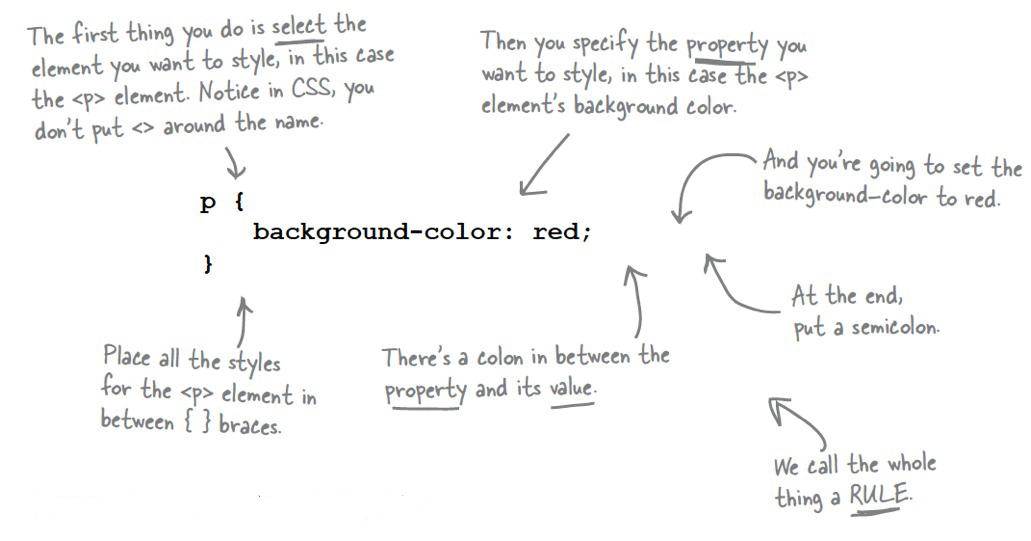 The first thing you do is select the
element you want to style, in this case
the <p> element. Notice in CSS, you
don't put <> around the name.
Then you specify the property you
want to style, in this case the <p>
element's background color.
And you're going to set the
background-color to red.
p {
background-color: red;
}
At the end,
put a semicolon.
Place all the styles
for the <p> element in
between { } braces.
There's a colon in between the
property and its value.
We call the whole
thing a RULE.